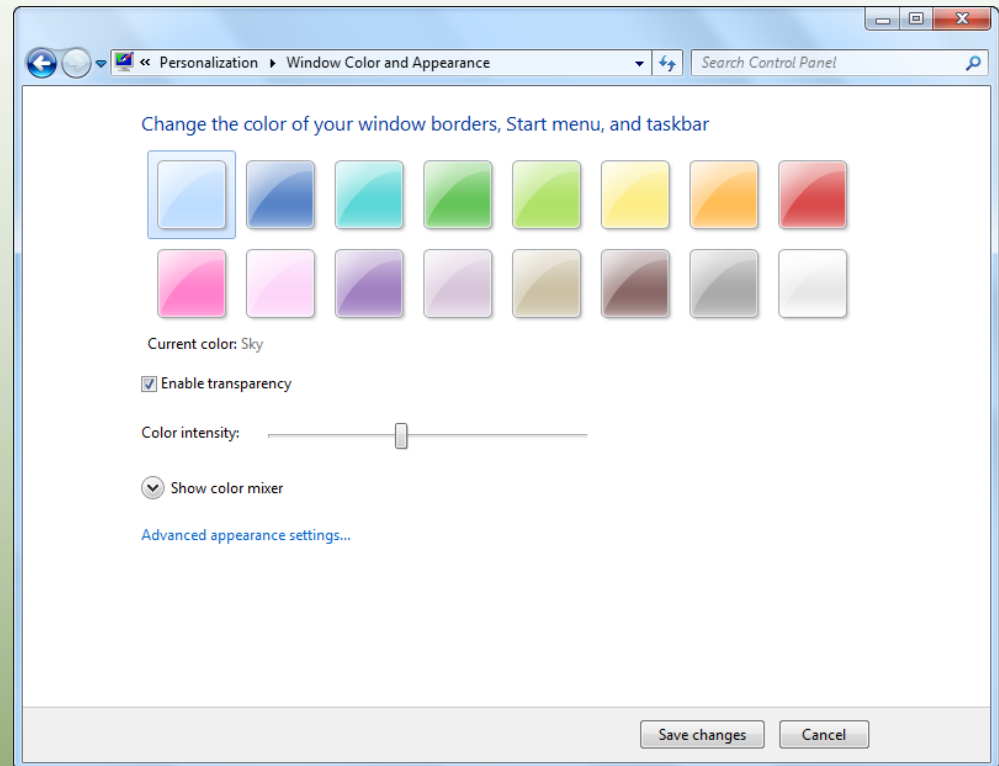 « Personalization ▸ Window Color and Appearance
Search Control Panel
Change the color of your window borders, Start menu, and taskbar
Current color: Sky
Enable transparency
Color intensity:
Show color mixer
Advanced appearance settings...
Save changes
Cancel